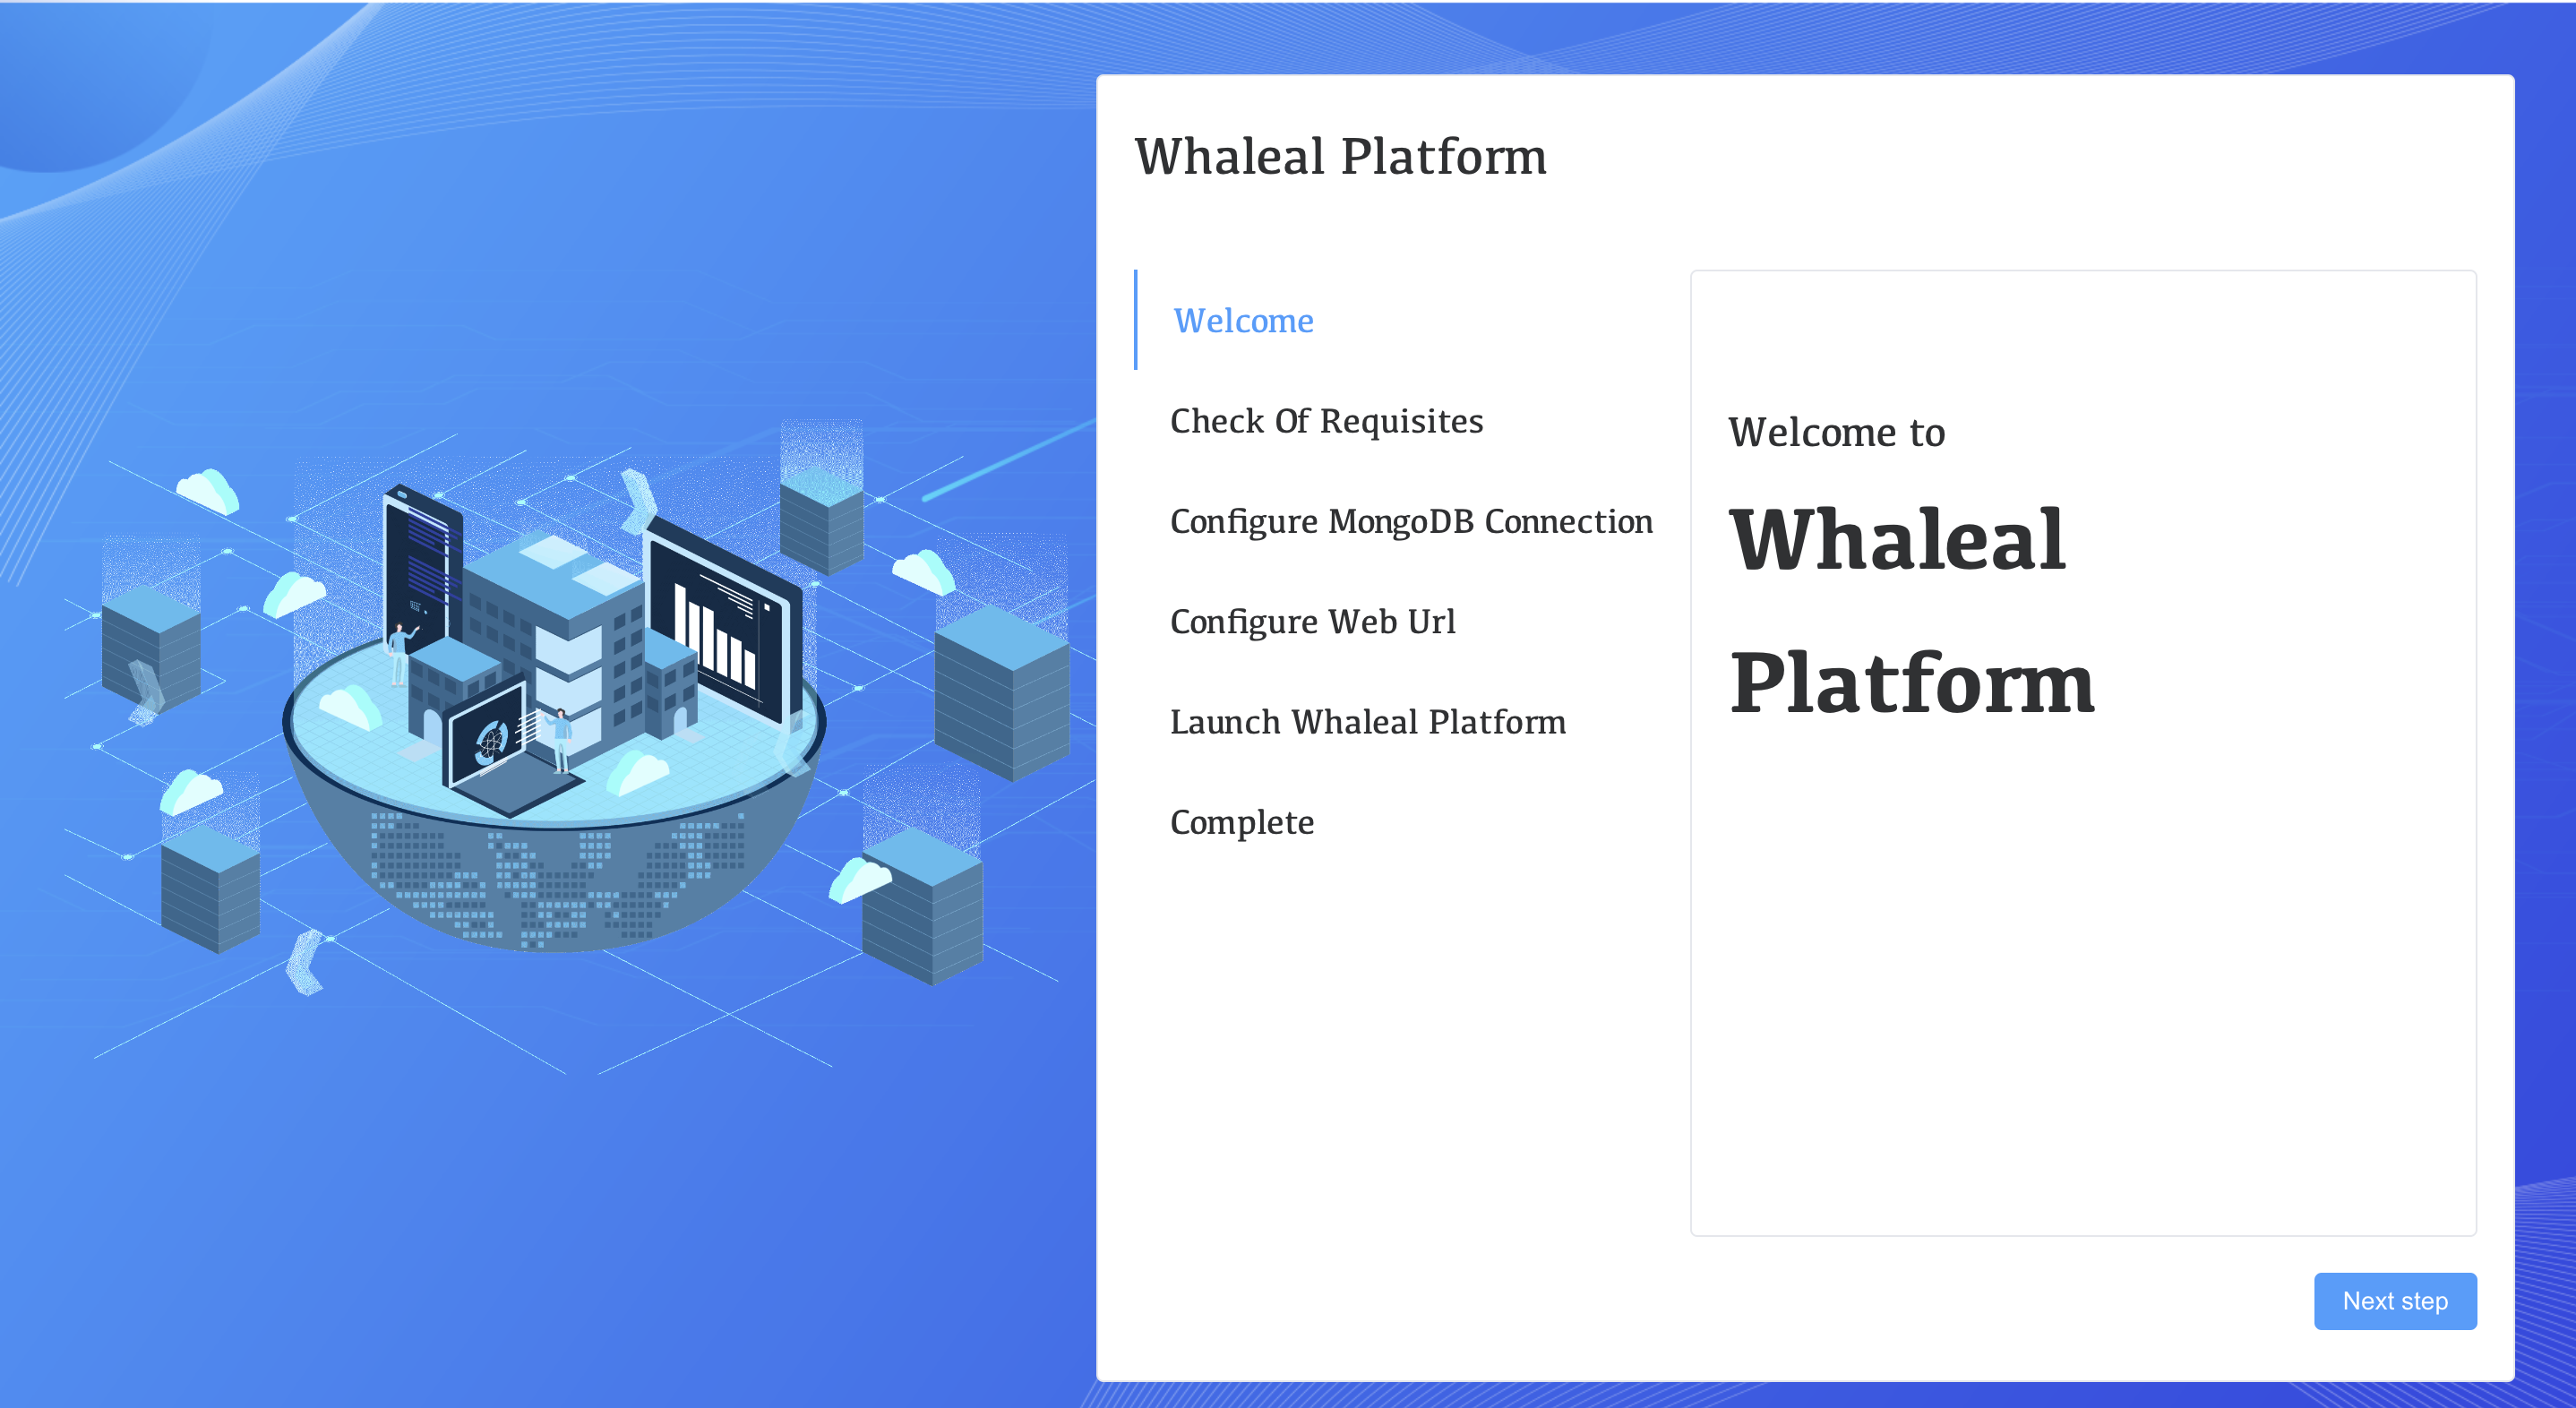 Whaleal Platform
Welcome
Check Of Requisites
Configure MongoDB Connection
Configure Web Url
Launch Whaleal Platform
Complete
Welcome to
Whaleal
Platform
Next step